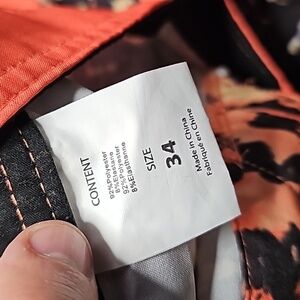 CONTENT
92%Polyester
8%Elastane
92%Polyester
8%Elasthanne
SIZE
34
Made in China
Fabriqué en Chine